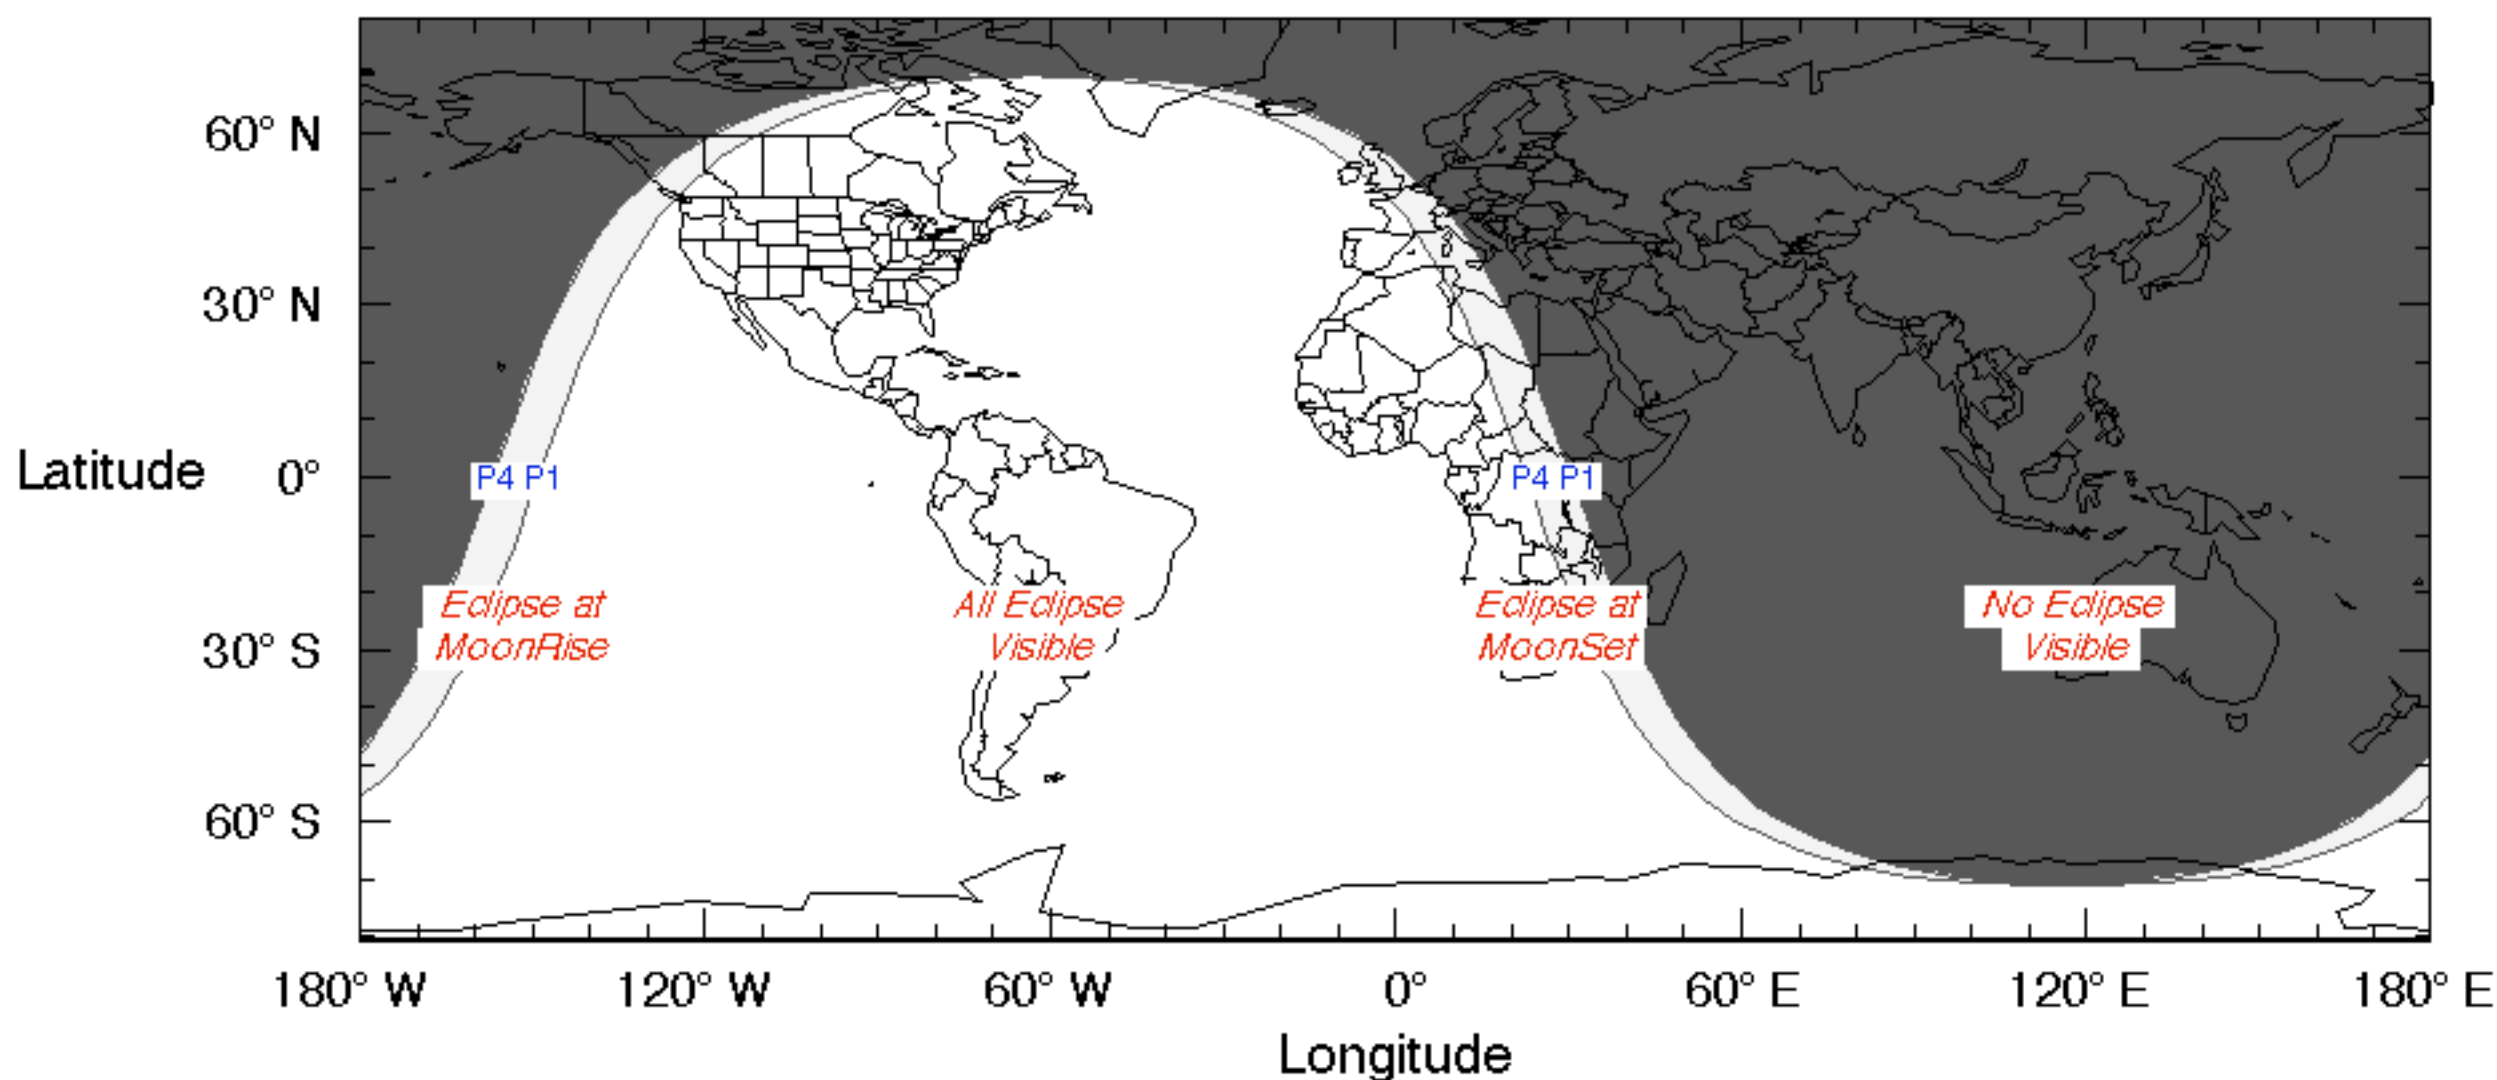 60° N
30° N
Latitude 0°
P4 P1 P4 P1
Eclipse at All Eclipse Eclipse at No Eclipse
MoonRise Visible MoonSet Visible
30° S
60° S
180° W 120° W 60° W 0° 60° E 120° E 180° E
Longitude